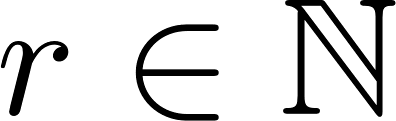 r ∈ ℕ